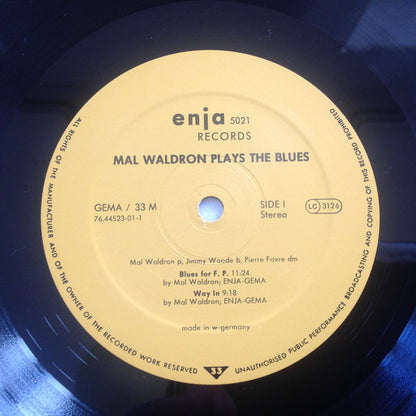 enja 5021
RECORDS
MAL WALDRON PLAYS THE BLUES
GEMA / 33 M
76.44523-01-1
SIDE I
Stereo
LC 3126
Mal Waldron p, Jimmy Woode b, Pierre Favre dm
Blues for F. P. 11:24
by Mal Waldron; ENJA-GEMA
Way In 9:18
by Mal Waldron; ENJA-GEMA
made in w-germany
ALL RIGHTS OF THE MANUFACTURER AND OF THE OWNER OF THE RECORDED WORK RESERVED
33
UNAUTHORISED PUBLIC PERFORMANCE BROADCASTING AND COPYING OF THIS RECORD PROHIBITED